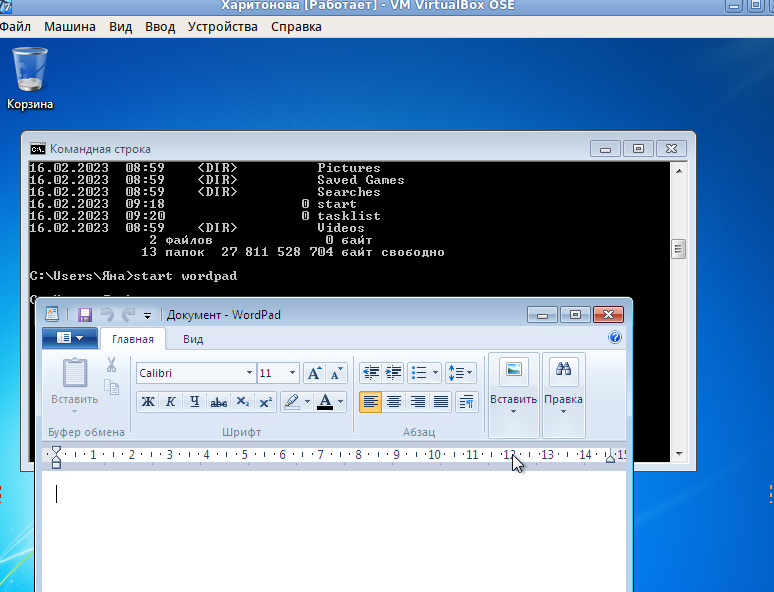 Харитонова [Работает] - VM VirtualBox OSE
Файл Машина Вид Ввод Устройства Справка
Корзина
Командная строка
16.02.2023 08:59 <DIR> Pictures
16.02.2023 08:59 <DIR> Saved Games
16.02.2023 08:59 <DIR> Searches
16.02.2023 09:18 0 start
16.02.2023 09:20 0 tasklist
16.02.2023 08:59 <DIR> Videos
2 файлов 0 байт
13 папок 27 811 528 704 байт свободно
C:\Users\Яна>start wordpad
Документ - WordPad
Главная Вид
Calibri 11
Вставить
Ж К Ч abc X₂ X²
Вставить Правка
Буфер обмена Шрифт Абзац
1 2 3 4 5 6 7 8 9 10 11 12 13 14 15